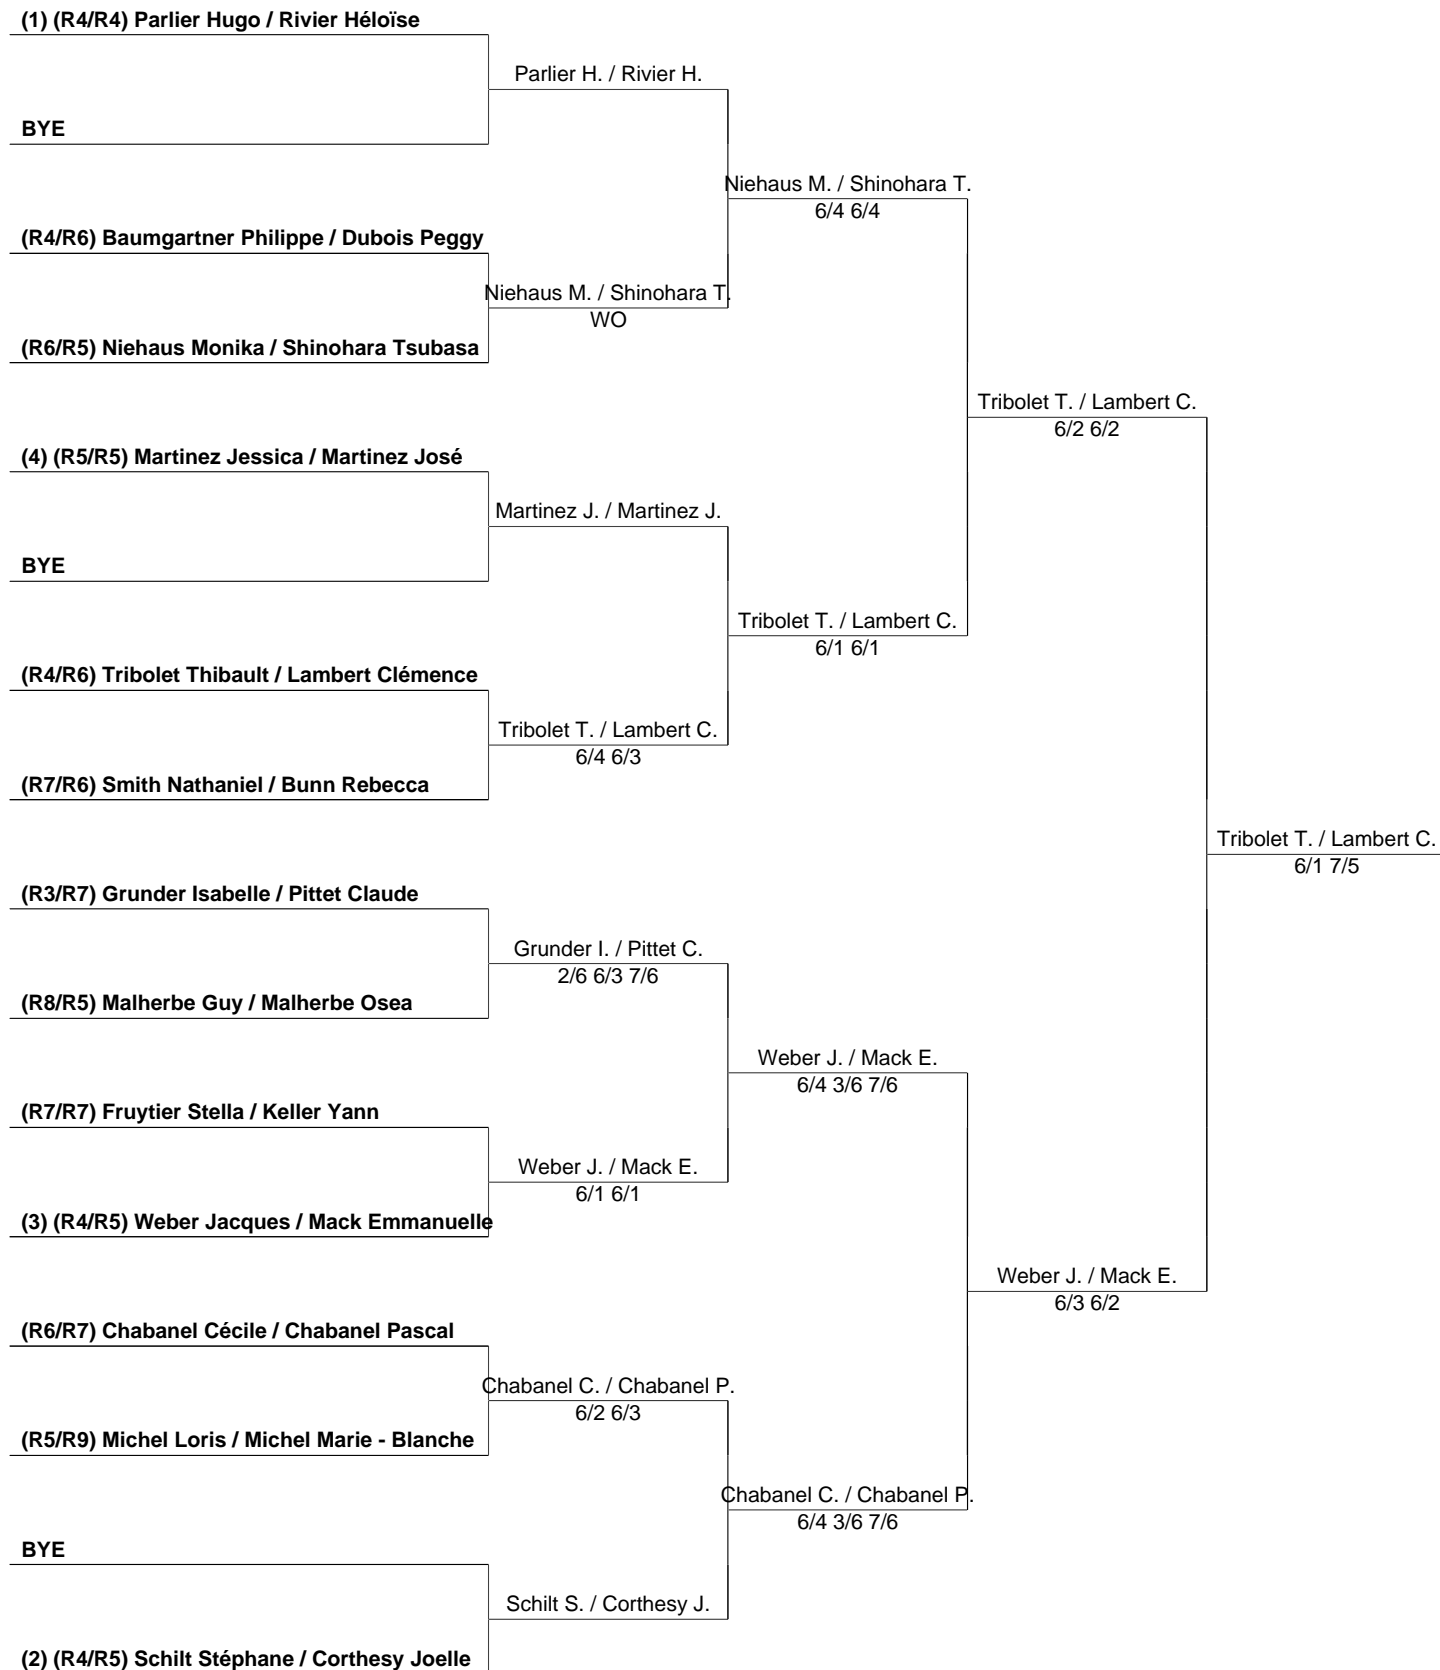 (1) (R4/R4) Parlier Hugo / Rivier Héloïse
Parlier H. / Rivier H.
BYE
Niehaus M. / Shinohara T.
6/4 6/4
(R4/R6) Baumgartner Philippe / Dubois Peggy
Niehaus M. / Shinohara T.
WO
(R6/R5) Niehaus Monika / Shinohara Tsubasa
Tribolet T. / Lambert C.
6/2 6/2
(4) (R5/R5) Martinez Jessica / Martinez José
Martinez J. / Martinez J.
BYE
Tribolet T. / Lambert C.
6/1 6/1
(R4/R6) Tribolet Thibault / Lambert Clémence
Tribolet T. / Lambert C.
6/4 6/3
(R7/R6) Smith Nathaniel / Bunn Rebecca
Tribolet T. / Lambert C.
6/1 7/5
(R3/R7) Grunder Isabelle / Pittet Claude
Grunder I. / Pittet C.
2/6 6/3 7/6
(R8/R5) Malherbe Guy / Malherbe Osea
Weber J. / Mack E.
6/4 3/6 7/6
(R7/R7) Fruytier Stella / Keller Yann
Weber J. / Mack E.
6/1 6/1
(3) (R4/R5) Weber Jacques / Mack Emmanuelle
Weber J. / Mack E.
6/3 6/2
(R6/R7) Chabanel Cécile / Chabanel Pascal
Chabanel C. / Chabanel P.
6/2 6/3
(R5/R9) Michel Loris / Michel Marie - Blanche
Chabanel C. / Chabanel P.
6/4 3/6 7/6
BYE
Schilt S. / Corthesy J.
(2) (R4/R5) Schilt Stéphane / Corthesy Joelle